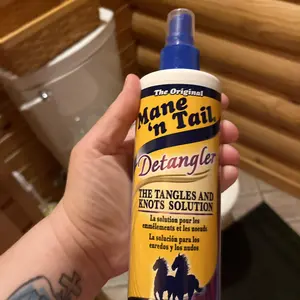 The Original
Mane
'n Tail
Detangler
THE TANGLES AND
KNOTS SOLUTION
La solution pour les
emmêlements et les noeuds
La solución para los
enredos y los nudos